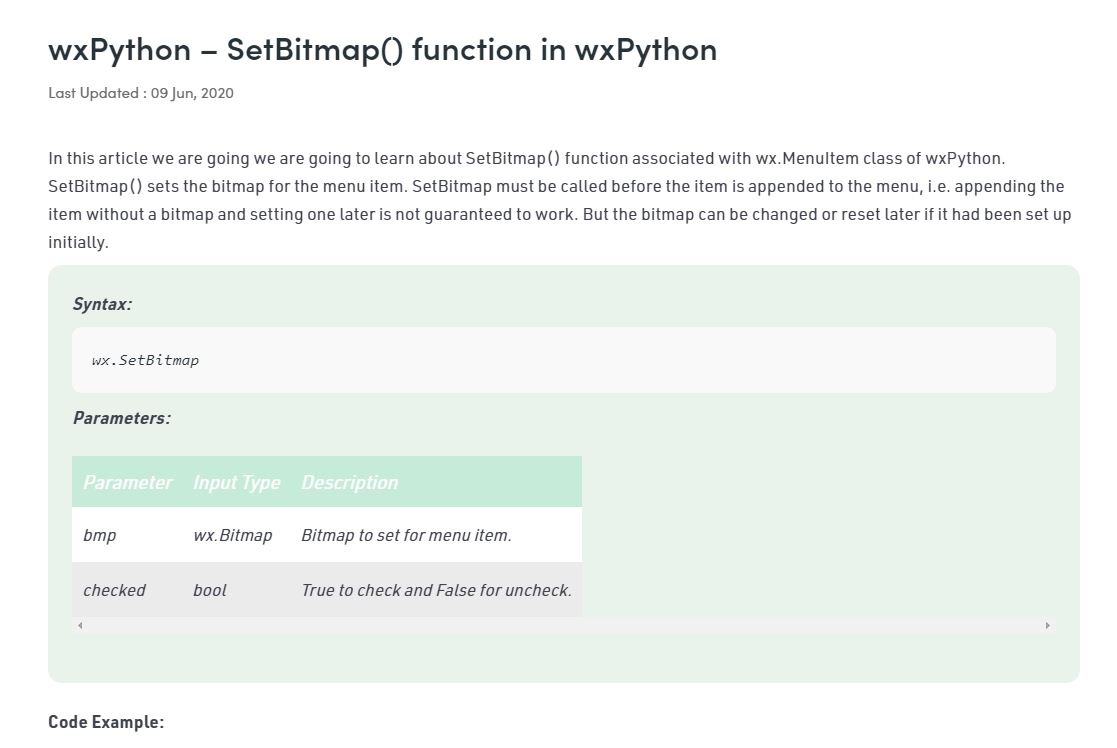 wxPython – SetBitmap() function in wxPython
Last Updated : 09 Jun, 2020
In this article we are going we are going to learn about SetBitmap() function associated with wx.MenuItem class of wxPython.
SetBitmap() sets the bitmap for the menu item. SetBitmap must be called before the item is appended to the menu, i.e. appending the
item without a bitmap and setting one later is not guaranteed to work. But the bitmap can be changed or reset later if it had been set up
initially.
Syntax:
wx.SetBitmap
Parameters:
Parameter Input Type Description
bmp wx.Bitmap Bitmap to set for menu item.
checked bool True to check and False for uncheck.
Code Example: